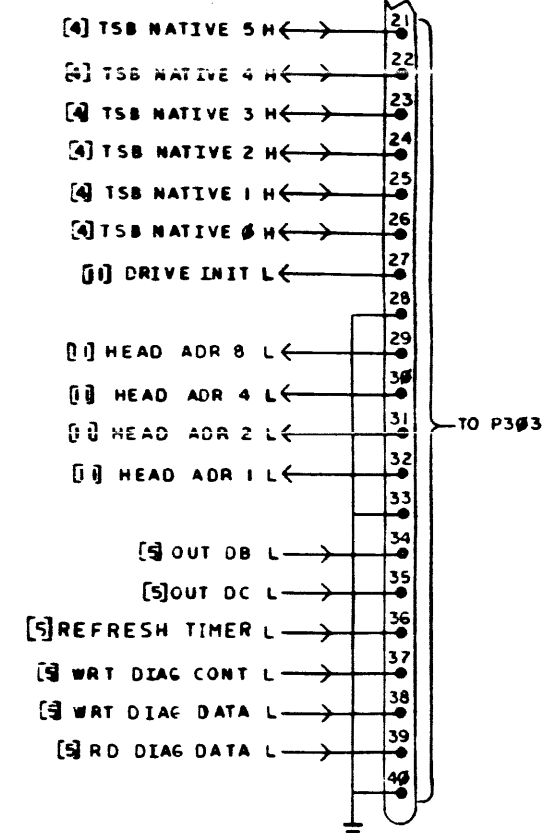 21
[4] TSB NATIVE 5 H
22
[4] TSB NATIVE 4 H
23
[4] TSB NATIVE 3 H
24
[4] TSB NATIVE 2 H
25
[4] TSB NATIVE 1 H
26
[4] TSB NATIVE Ø H
27
[11] DRIVE INIT L
28
29
[11] HEAD ADR 8 L
3Ø
[11] HEAD ADR 4 L
31
TO P3Ø3
[11] HEAD ADR 2 L
32
[11] HEAD ADR 1 L
33
34
[5] OUT DB L
35
[5] OUT DC L
36
[5] REFRESH TIMER L
37
[5] WRT DIAG CONT L
38
[5] WRT DIAG DATA L
39
[5] RD DIAG DATA L
4Ø